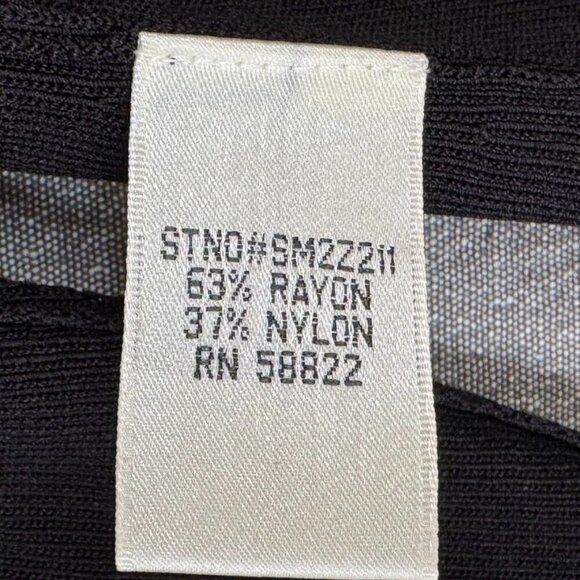 STNO#SM22211
63% RAYON
37% NYLON
RN 58822